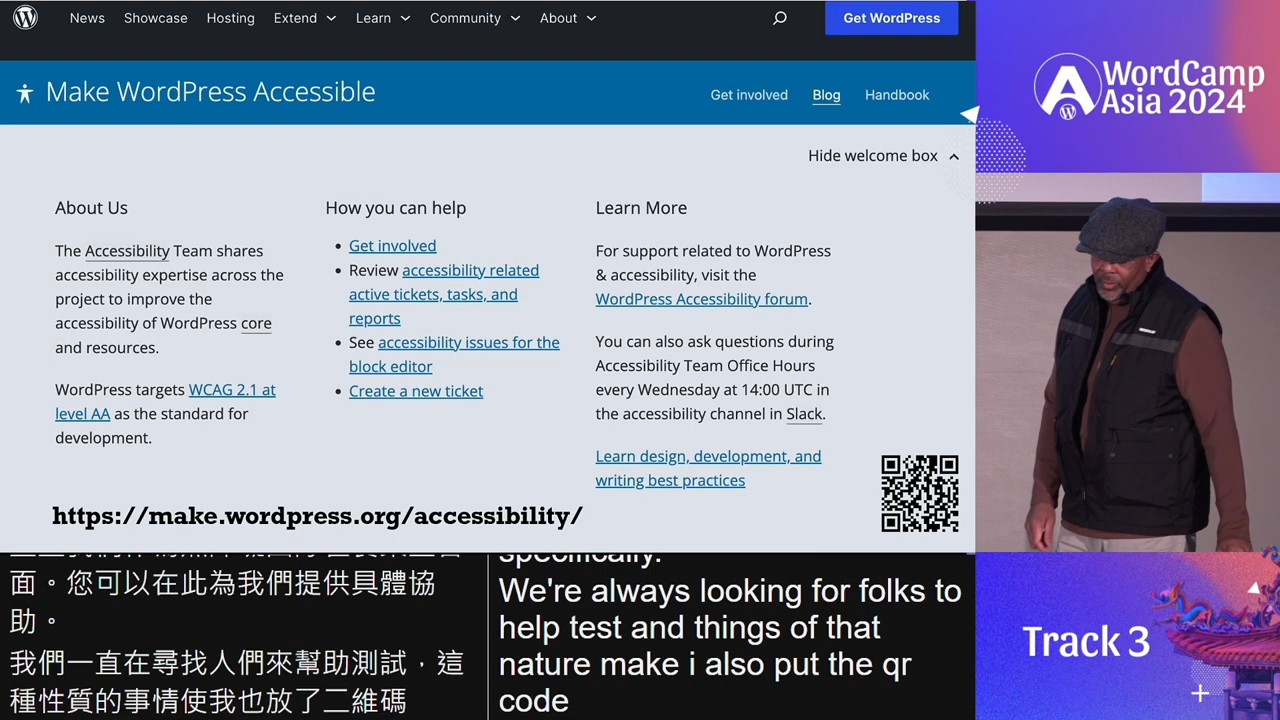 News Showcase Hosting Extend Learn Community About Get WordPress
Make WordPress Accessible
Get involved Blog Handbook
Hide welcome box
About Us
The Accessibility Team shares
accessibility expertise across the
project to improve the
accessibility of WordPress core
and resources.
WordPress targets WCAG 2.1 at
level AA as the standard for
development.
How you can help
Get involved
Review accessibility related
active tickets, tasks, and
reports
See accessibility issues for the
block editor
Create a new ticket
Learn More
For support related to WordPress
& accessibility, visit the
WordPress Accessibility forum.
You can also ask questions during
Accessibility Team Office Hours
every Wednesday at 14:00 UTC in
the accessibility channel in Slack.
Learn design, development, and
writing best practices
https://make.wordpress.org/accessibility/
面。您可以在此為我們提供具體協
助。
我們一直在尋找人們來幫助測試，這
種性質的事情使我也放了二維碼
specifically.
We're always looking for folks to
help test and things of that
nature make i also put the qr
code
WordCamp
Asia 2024
Track 3